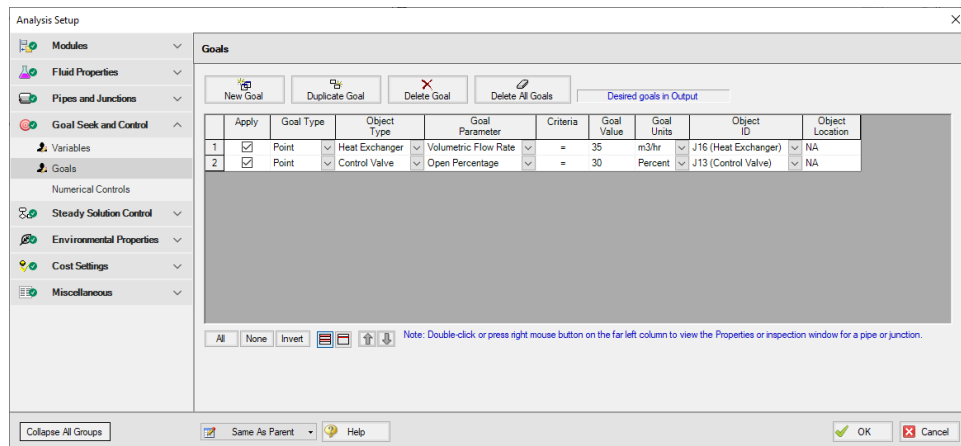 Analysis Setup
Modules
Fluid Properties
Pipes and Junctions
Goal Seek and Control
Variables
Goals
Numerical Controls
Steady Solution Control
Environmental Properties
Cost Settings
Miscellaneous
Goals
New Goal Duplicate Goal Delete Goal Delete All Goals Desired goals in Output
Apply Goal Type Object Type Goal Parameter Criteria Goal Value Goal Units Object ID Object Location
1 Point Heat Exchanger Volumetric Flow Rate = 35 m3/hr J16 (Heat Exchanger) NA
2 Point Control Valve Open Percentage = 30 Percent J13 (Control Valve) NA
All None Invert Note: Double-click or press right mouse button on the far left column to view the Properties or inspection window for a pipe or junction.
Collapse All Groups Same As Parent Help OK Cancel